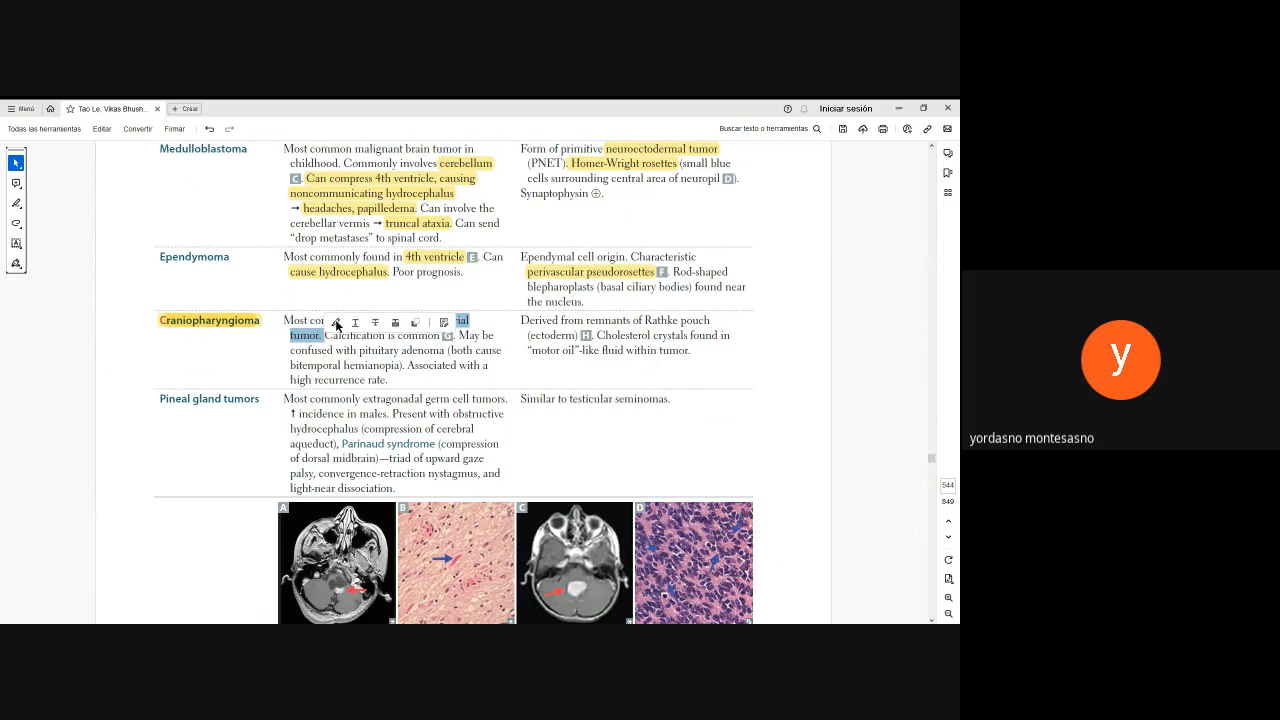 Menú
Tao Le, Vikas Bhush...
Crear
Iniciar sesión
Todas las herramientas Editar Convertir Firmar
Buscar texto o herramientas
Medulloblastoma
Most common malignant brain tumor in
childhood. Commonly involves cerebellum
C. Can compress 4th ventricle, causing
noncommunicating hydrocephalus
→ headaches, papilledema. Can involve the
cerebellar vermis → truncal ataxia. Can send
“drop metastases” to spinal cord.
Form of primitive neuroectodermal tumor
(PNET). Homer-Wright rosettes (small blue
cells surrounding central area of neuropil D).
Synaptophysin ⊕.
Ependymoma
Most commonly found in 4th ventricle E. Can
cause hydrocephalus. Poor prognosis.
Ependymal cell origin. Characteristic
perivascular pseudorosettes F. Rod-shaped
blepharoplasts (basal ciliary bodies) found near
the nucleus.
Craniopharyngioma
Most
tumor. Calcification is common G. May be
confused with pituitary adenoma (both cause
bitemporal hemianopia). Associated with a
high recurrence rate.
Derived from remnants of Rathke pouch
(ectoderm) H. Cholesterol crystals found in
“motor oil”-like fluid within tumor.
Pineal gland tumors
Most commonly extragonadal germ cell tumors.
↑ incidence in males. Present with obstructive
hydrocephalus (compression of cerebral
aqueduct), Parinaud syndrome (compression
of dorsal midbrain)—triad of upward gaze
palsy, convergence-retraction nystagmus, and
light-near dissociation.
Similar to testicular seminomas.
A
B
C
D
544
849
y
yordasno montesasno